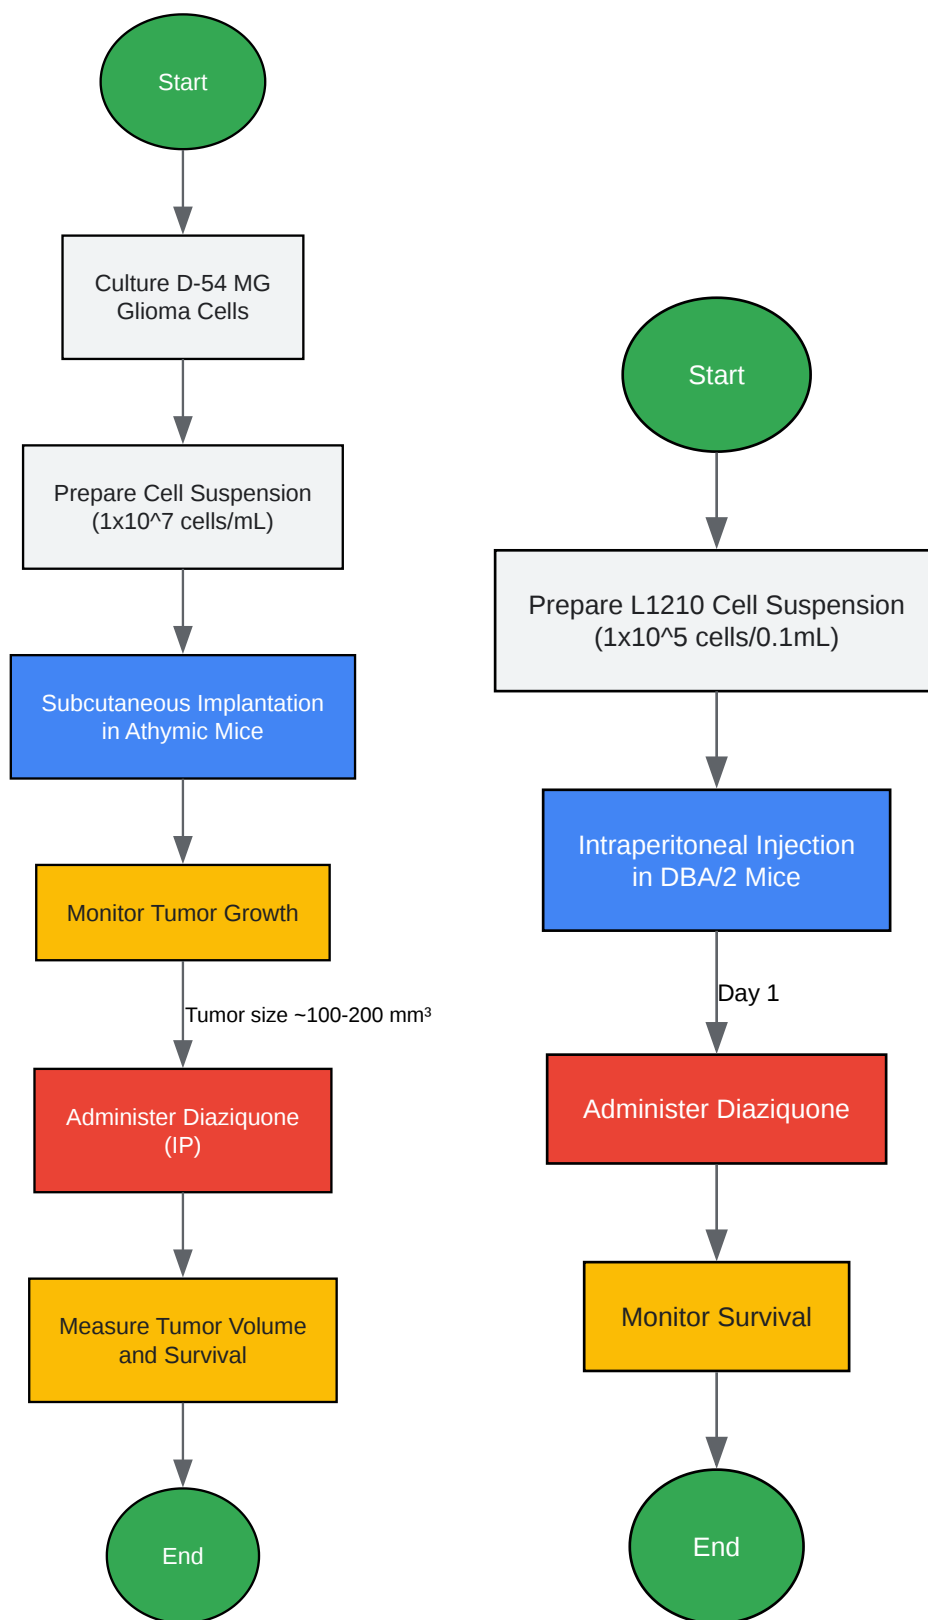 Start
Culture D-54 MG
Glioma Cells
Prepare Cell Suspension
(1x10^7 cells/mL)
Subcutaneous Implantation
in Athymic Mice
Monitor Tumor Growth
Tumor size ~100-200 mm³
Administer Diaziquone
(IP)
Measure Tumor Volume
and Survival
End
Start
Prepare L1210 Cell Suspension
(1x10^5 cells/0.1mL)
Intraperitoneal Injection
in DBA/2 Mice
Day 1
Administer Diaziquone
Monitor Survival
End